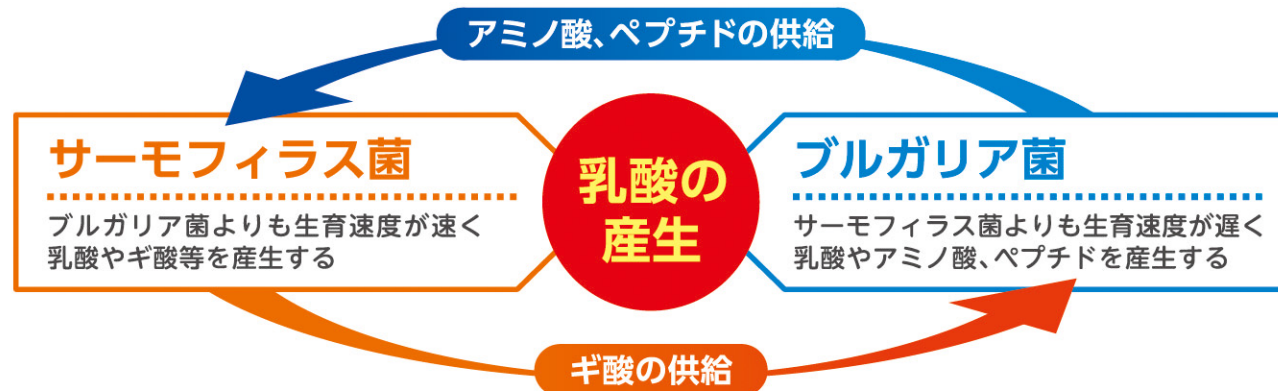 アミノ酸、ペプチドの供給
サーモフィラス菌
ブルガリア菌よりも生育速度が速く
乳酸やギ酸等を産生する
乳酸の
産生
ブルガリア菌
サーモフィラス菌よりも生育速度が遅く
乳酸やアミノ酸、ペプチドを産生する
ギ酸の供給